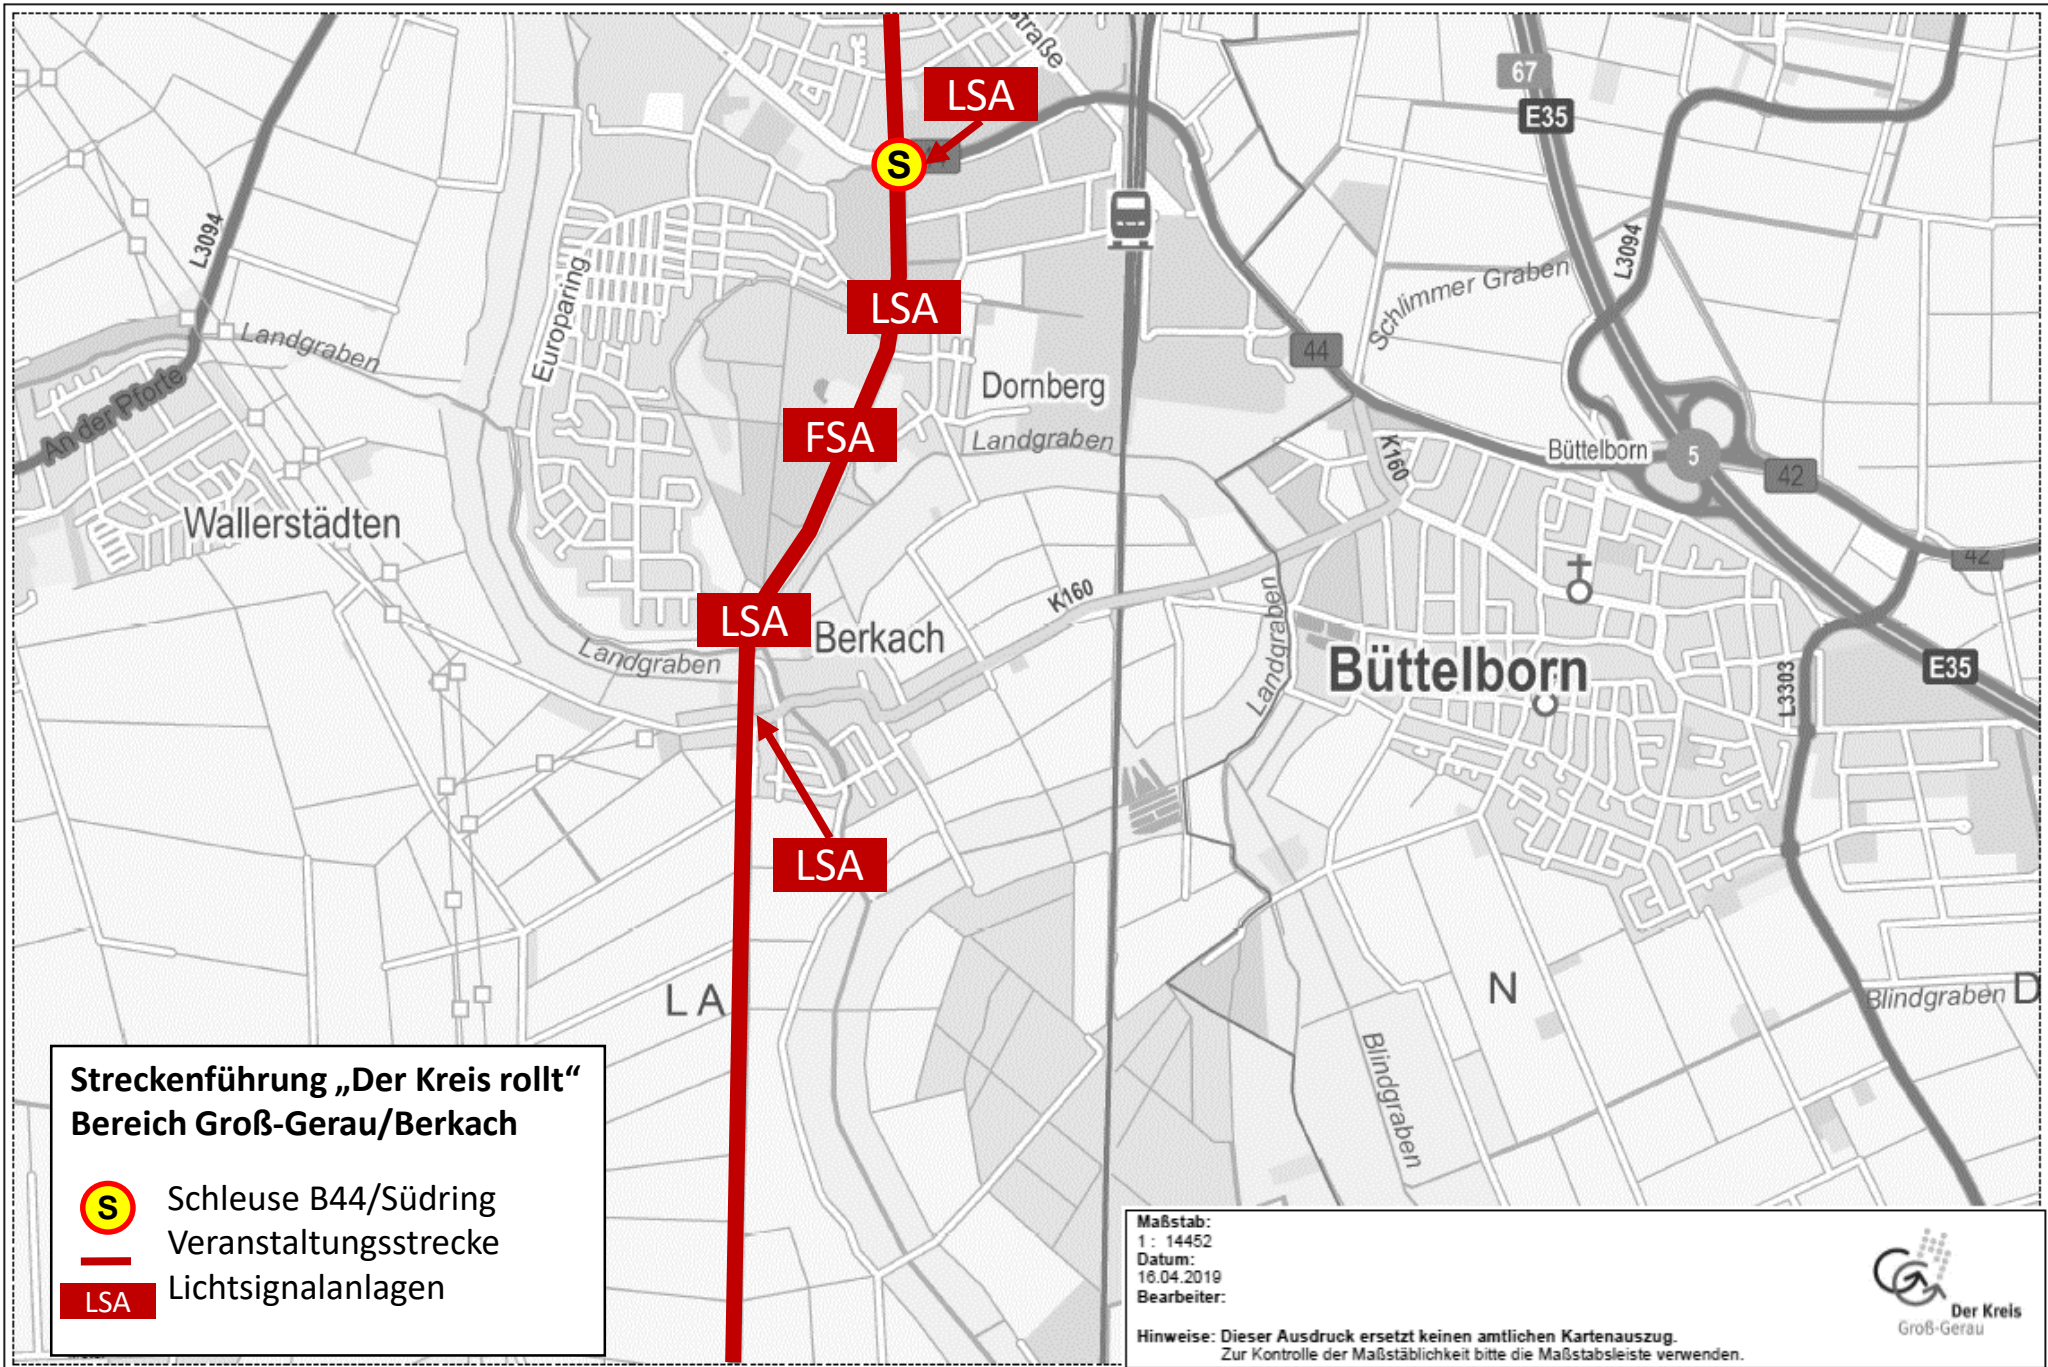 straße
LSA
67
E35
S
L3094
L3094
Schlimmer Graben
Europaring
LSA
Landgraben
44
An der Pforte
Dornberg
FSA
Landgraben
K160
Büttelborn
5
42
Wallerstädten
42
K160
LSA
Berkach
Landgraben
Landgraben
Büttelborn
L3303
E35
LSA
L A
N
D
Blindgraben
Blindgraben
Streckenführung „Der Kreis rollt“
Bereich Groß-Gerau/Berkach
S Schleuse B44/Südring
Veranstaltungsstrecke
LSA Lichtsignalanlagen
Maßstab:
1 : 14452
Datum:
16.04.2019
Bearbeiter:
Hinweise: Dieser Ausdruck ersetzt keinen amtlichen Kartenauszug.
Zur Kontrolle der Maßstäblichkeit bitte die Maßstabsleiste verwenden.
Der Kreis
Groß-Gerau